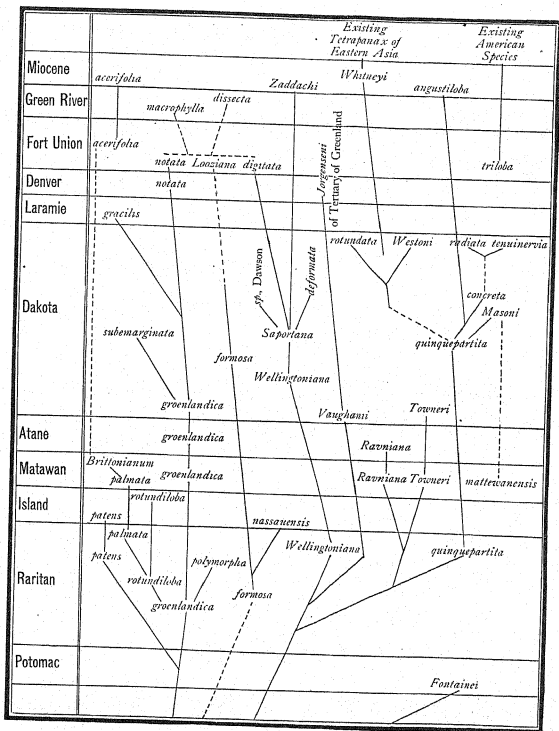 Existing
Tetrapanax of
Eastern Asia
Existing
American
Species
Miocene
acerifolia
Zaddachi
Whitneyi
angustiloba
Green River
macrophylla
dissecta
Fort Union
acerifolia
notata Looziana digitata
triloba
Denver
notata
Jorgenseni
of Tertiary of Greenland
Laramie
gracilis
rotundata
Westoni
radiata tenuinervia
Dakota
sp., Dawson
deformata
concreta
Masoni
subemarginata
Saportana
quinquepartita
formosa
Wellingtoniana
groenlandica
Vaughanii
Towneri
Atane
groenlandica
Ravniana
Matawan
Brittonianum
palmata
groenlandica
Ravniana Towneri
mattewanensis
Island
rotundiloba
patens
nassauensis
palmata
Wellingtoniana
quinquepartita
Raritan
patens
polymorpha
rotundiloba
formosa
groenlandica
Potomac
Fontainei